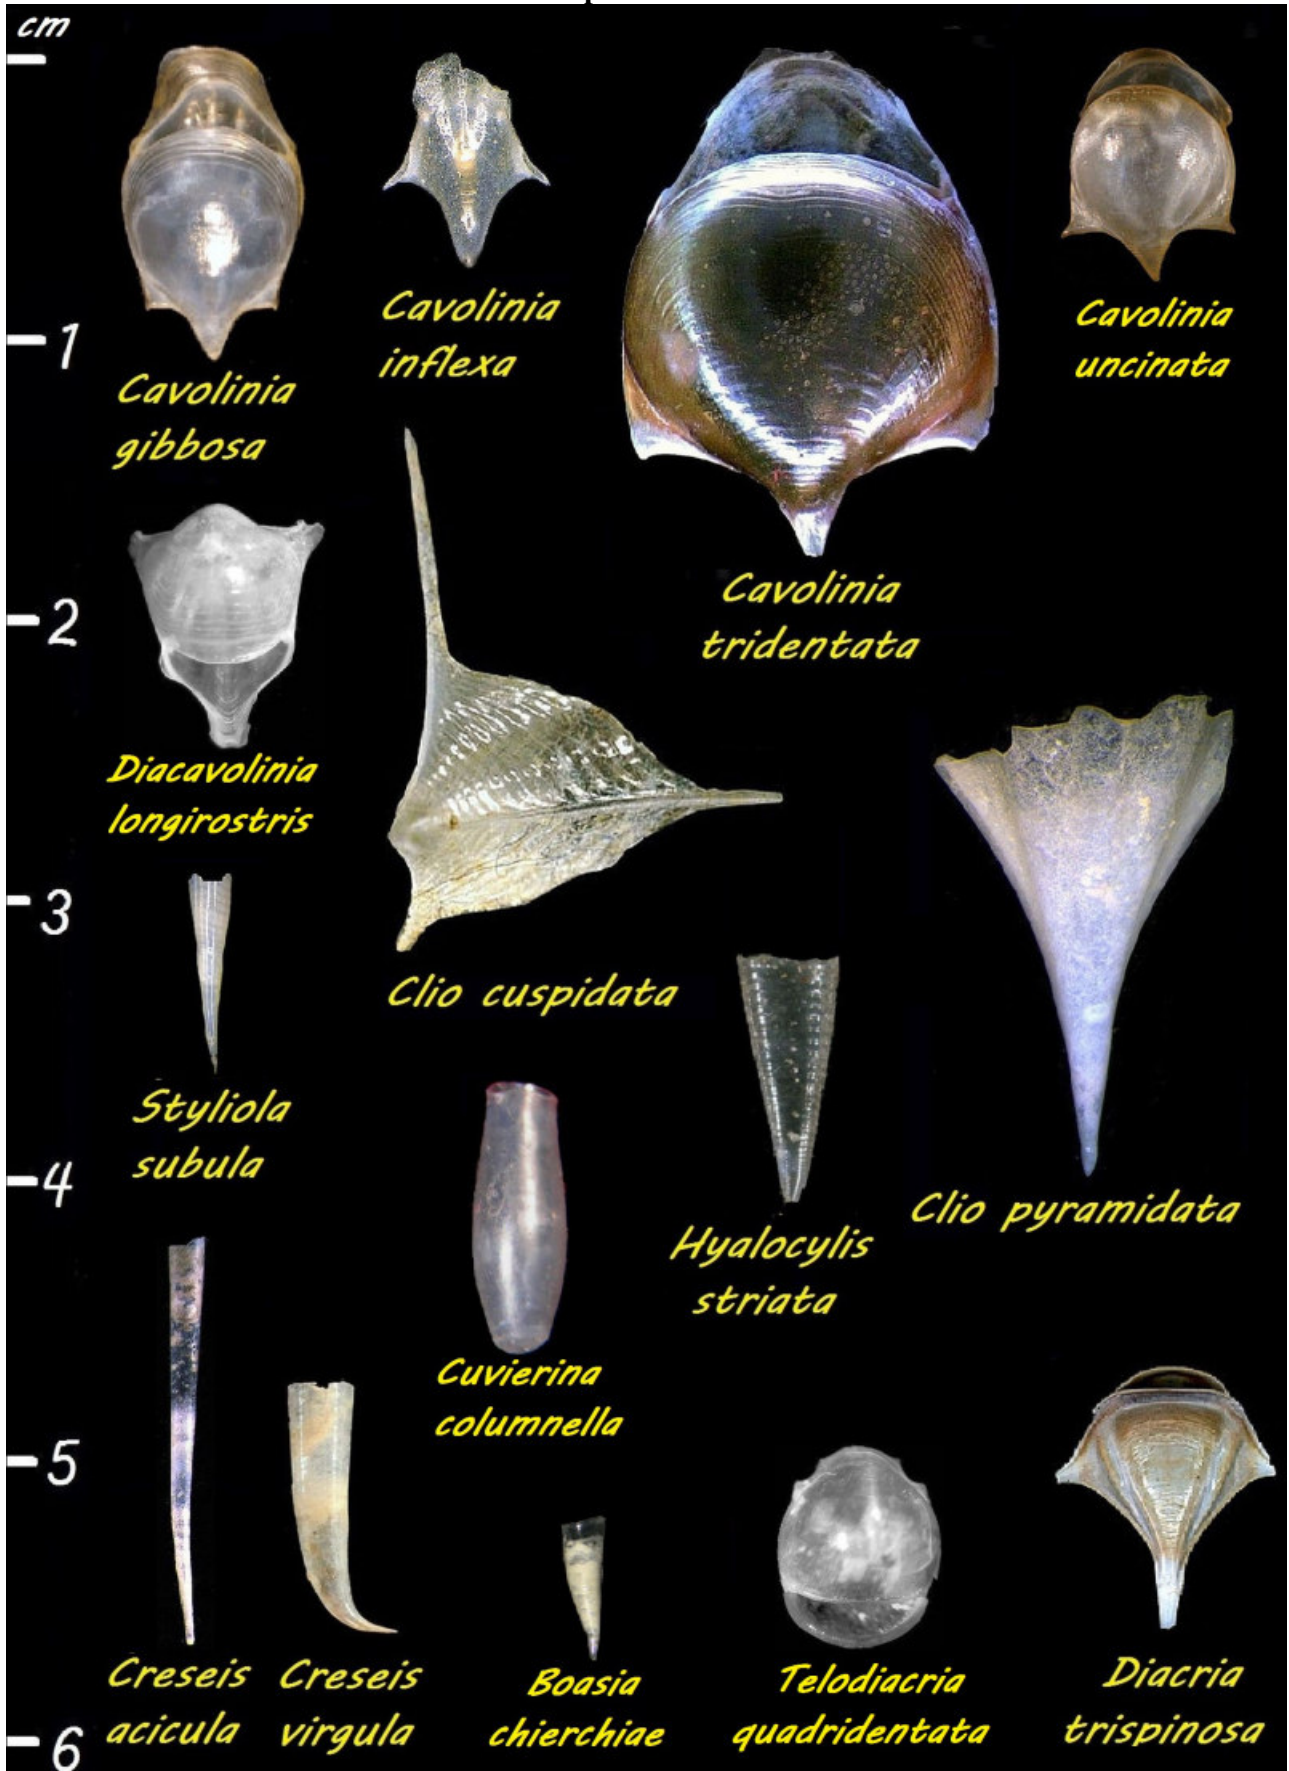 cm
Cavolinia
inflexa
Cavolinia
uncinata
1
Cavolinia
gibbosa
Cavolinia
tridentata
2
Diacavolinia
longirostris
3
Clio cuspidata
Styliola
subula
4
Clio pyramidata
Hyalocylis
striata
Cuvierina
columnella
5
Creseis
acicula
Creseis
virgula
Boasia
chierchiae
Telodiacria
quadridentata
Diacria
trispinosa
6